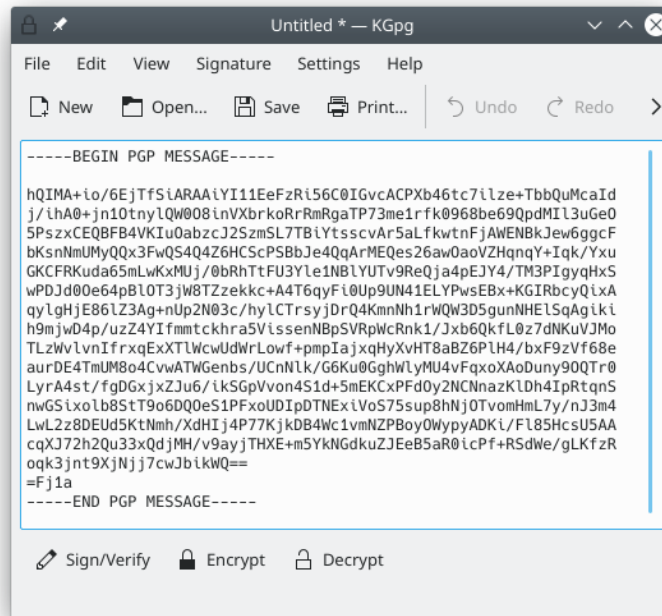 Untitled * — KGpg
File Edit View Signature Settings Help
New Open... Save Print... Undo Redo
-----BEGIN PGP MESSAGE-----
hQIMA+io/6EjTfSiARAAiYI11EeFzRi56C0IGvcACPXb46tc7ilze+TbbQuMcaId
j/ihA0+jn1OtnylQW0O8inVXbrkoRrRmRgaTP73me1rfk0968be69QpdMIl3uGeO
5PszxCEQBFB4VKIuOabzcJ2SzmSL7TBiYtsscvAr5aLfkwtnFjAWENBkJew6ggcF
bKsnNmUMyQQx3FwQS4Q4Z6HCScPSBbJe4QqArMEQes26awOaoVZHqnqY+Iqk/Yxu
GKCFRKuda65mLwKxMUj/0bRhTtFU3Yle1NBlYUTv9ReQja4pEJY4/TM3PIgyqHxS
wPDJd0Oe64pBlOT3jW8TZzekkc+A4T6qyFi0Up9UN41ELYPwsEBx+KGIRbcyQixA
qylgHjE86lZ3Ag+nUp2N03c/hylCTrsyjDrQ4KmnNh1rWQW3D5gunNHElSqAgiki
h9mjwD4p/uzZ4YIfmmtckhra5VissenNBpSVRpWcRnk1/Jxb6QkfL0z7dNKuVJMo
TLzWvlvnIfrxqExXTlWcwUdWrLowf+pmpIajxqHyXvHT8aBZ6PlH4/bxF9zVf68e
aurDE4TmUM8o4CvwATWGenbs/UCnNlk/G6Ku0GghWlyMU4vFqxoXAoDuny9OQTr0
LyrA4st/fgDGxjxZJu6/ikSGpVvon4S1d+5mEKCxPFdOy2NCNnazKlDh4IpRtqnS
nwGSixolb8StT9o6DQOeS1PFxoUDIpDTNExiVoS75sup8hNjOTvomHmL7y/nJ3m4
LwL2z8DEUd5KtNmh/XdHIj4P77KjkDB4Wc1vmNZPBoyOWypyADKi/Fl85HcsU5AA
cqXJ72h2Qu33xQdjMH/v9ayjTHXE+m5YkNGdkuZJEeB5aR0icPf+RSdWe/gLKfzR
oqk3jnt9XjNjj7cwJbikWQ==
=Fj1a
-----END PGP MESSAGE-----
Sign/Verify Encrypt Decrypt